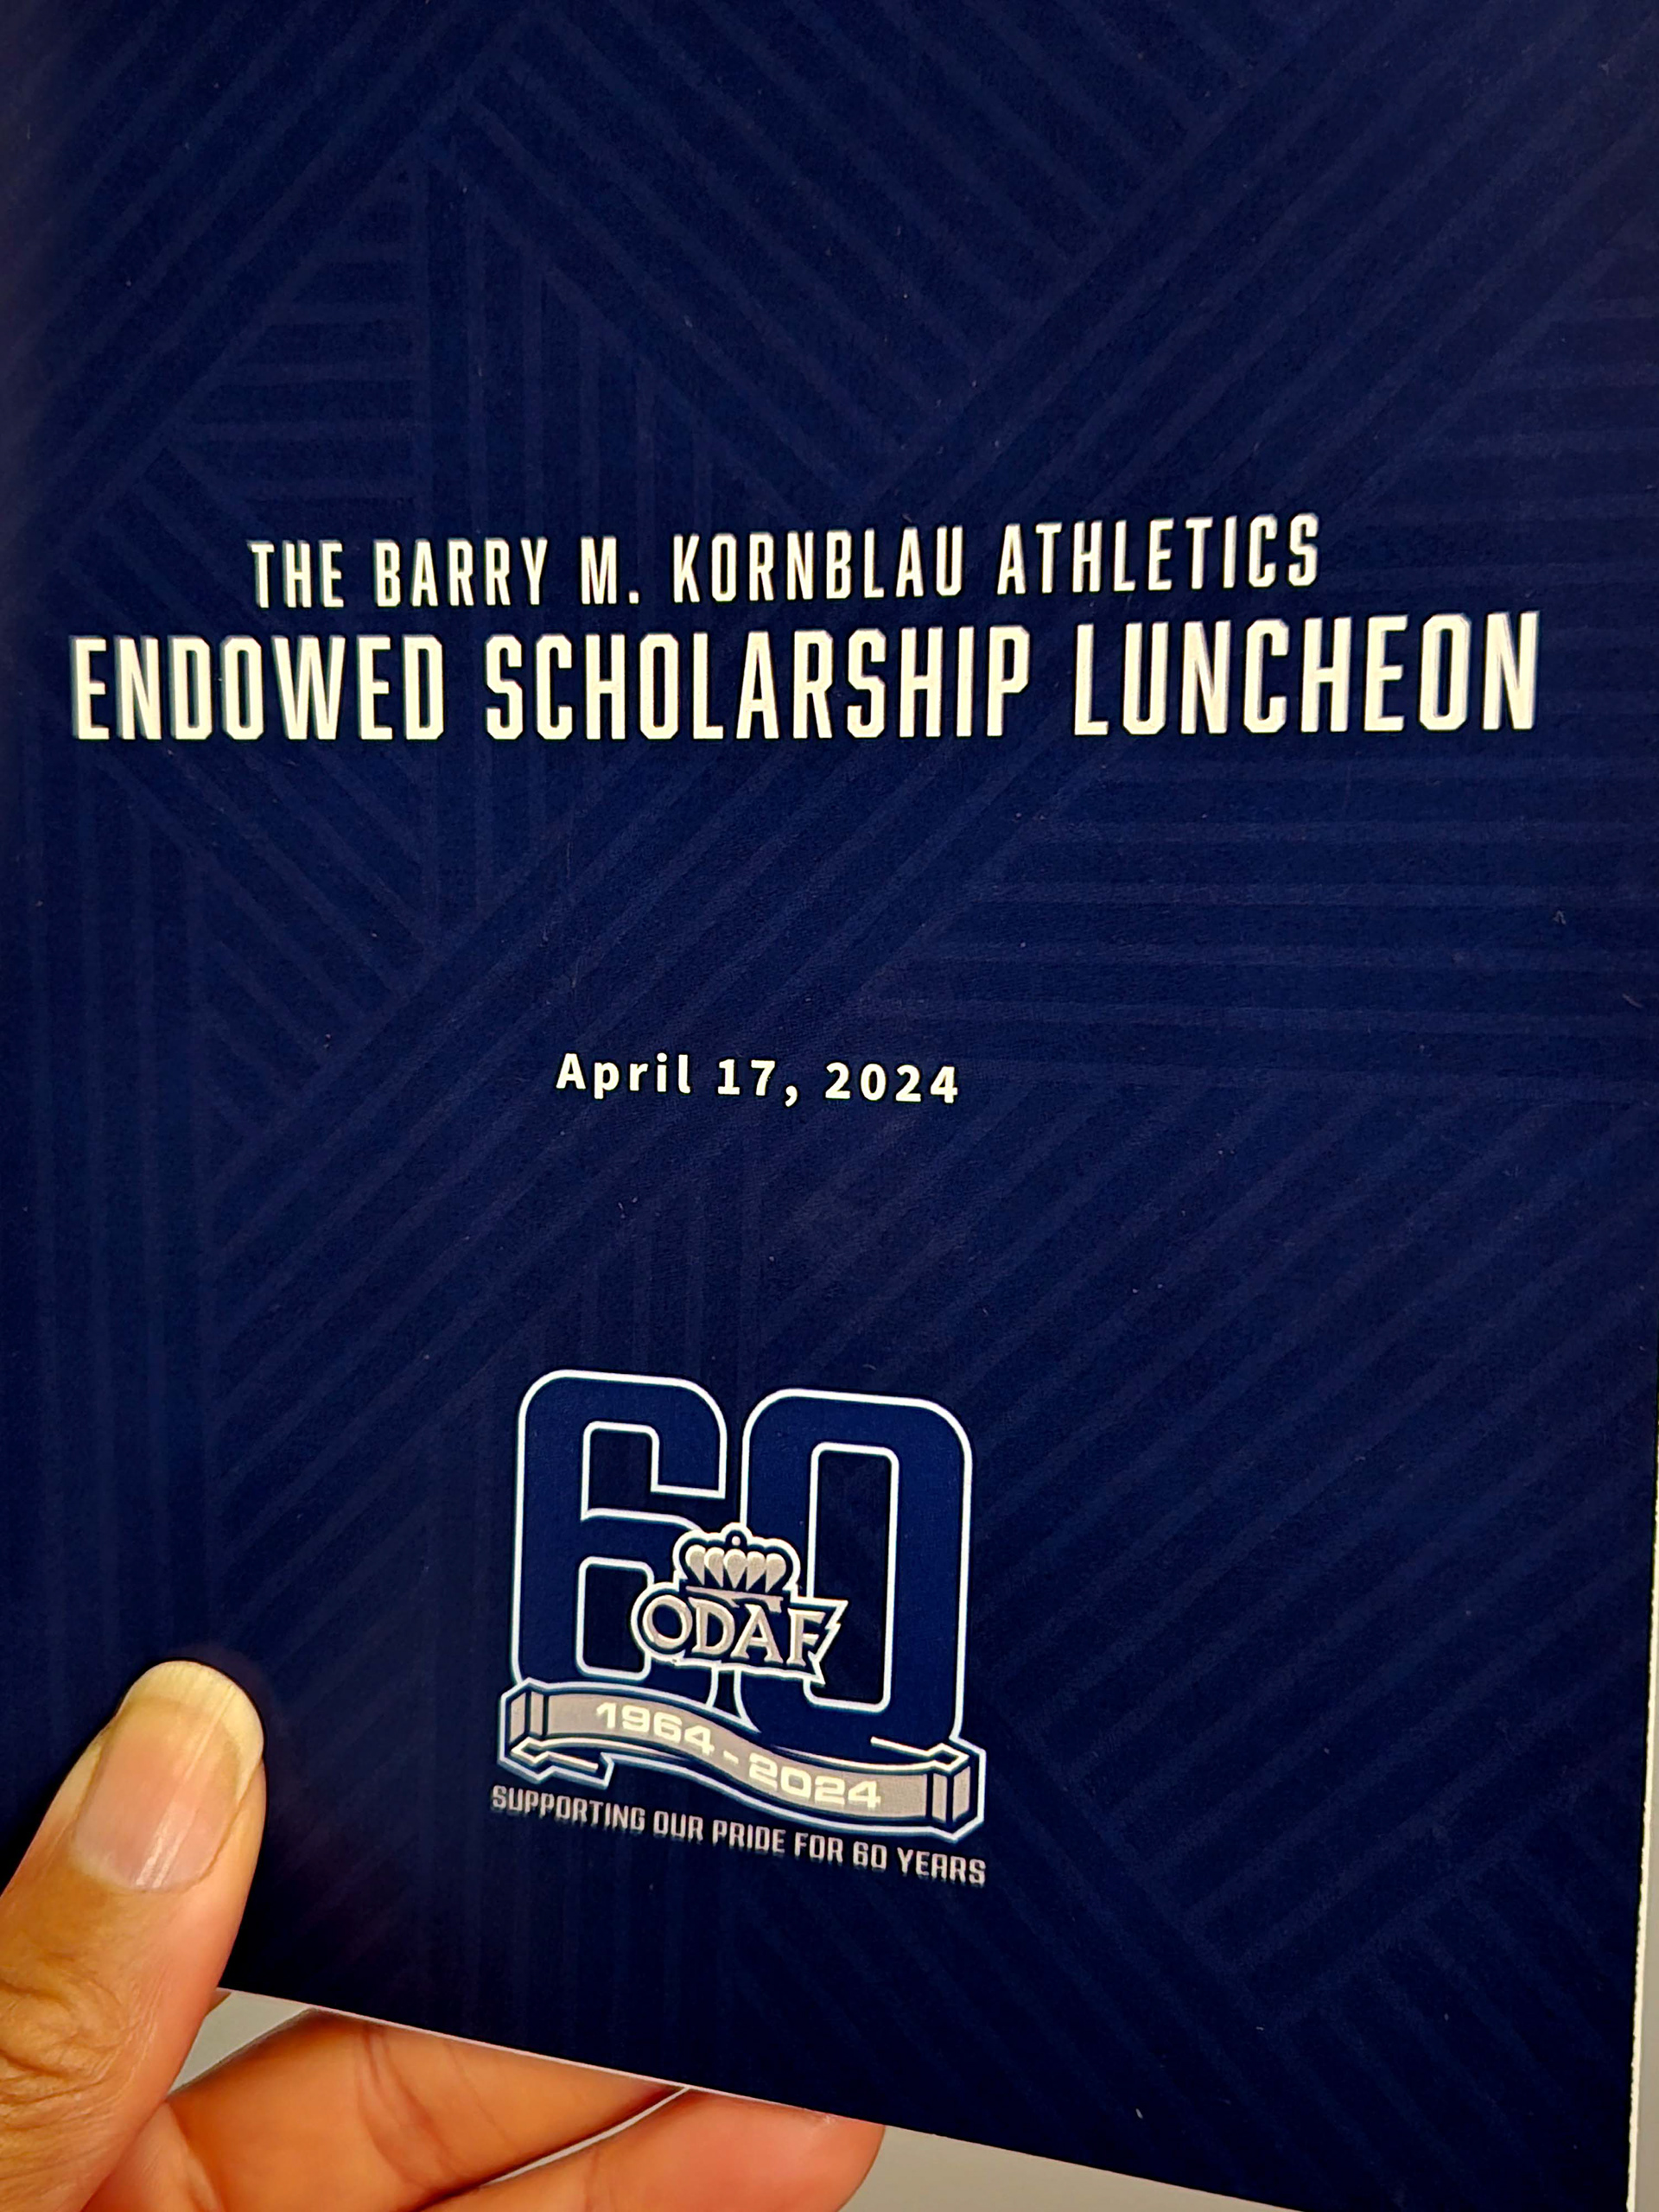 THE BARRY M. KORNBLAU ATHLETICS
ENDOWED SCHOLARSHIP LUNCHEON
April 17, 2024
60
ODAF
1964-2024
SUPPORTING OUR PRIDE FOR 60 YEARS